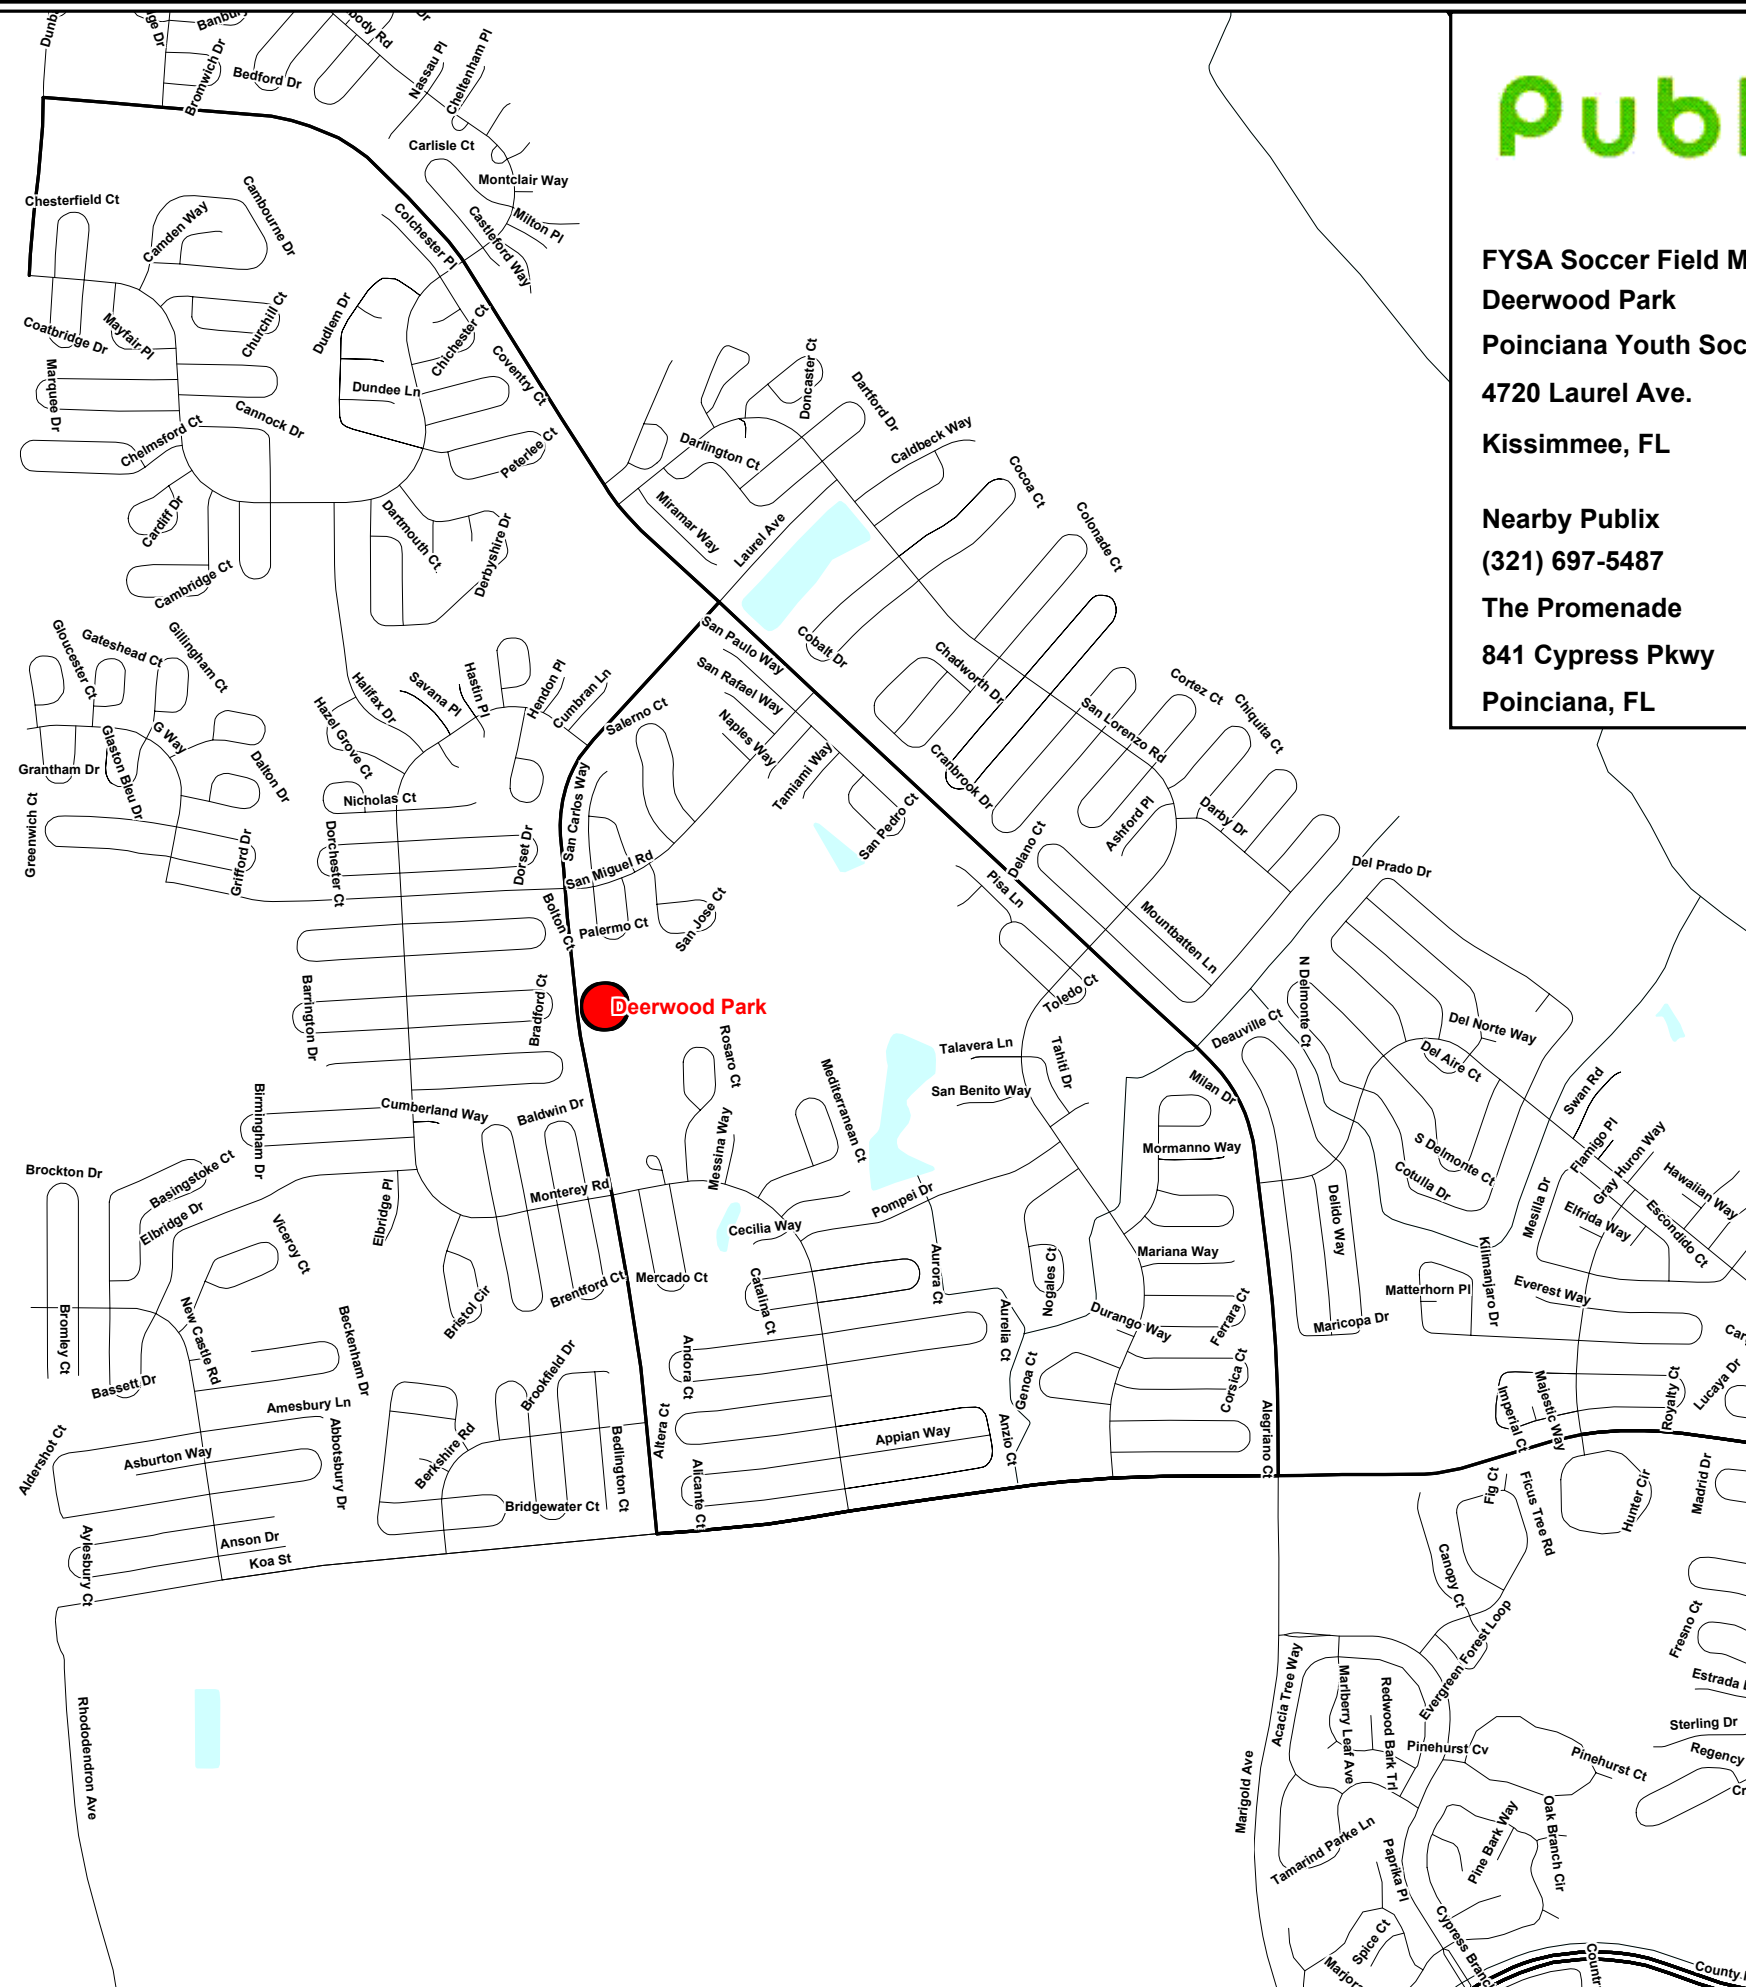 Publ
FYSA Soccer Field M
Deerwood Park
Poinciana Youth Soc
4720 Laurel Ave.
Kissimmee, FL
Nearby Publix
(321) 697-5487
The Promenade
841 Cypress Pkwy
Poinciana, FL
Bedford Dr
Bromwich Dr
Nassau Pl
Cheltenham Pl
Carlisle Ct
Montclair Way
Milton Pl
Castleford Way
Colchester Pl
Chesterfield Ct
Camden Way
Cambourne Dr
Churchill Ct
Mayfair Pl
Coatbridge Dr
Marquee Dr
Dudlem Dr
Dundee Ln
Chichester Ct
Coventry Ct
Cannock Dr
Chelmsford Ct
Peterlee Ct
Cardiff Dr
Cambridge Ct
Dartmouth Ct
Derbyshire Dr
Doncaster Ct
Dartford Dr
Darlington Ct
Caldbeck Way
Cocoa Ct
Colonade Ct
Miramar Way
Laurel Ave
San Paulo Way
Cobalt Dr
San Rafael Way
Naples Way
Tamiami Way
San Pedro Ct
Chadworth Dr
Cranbrook Dr
San Lorenzo Rd
Cortez Ct
Chiquita Ct
Darby Dr
Ashford Pl
Delano Ct
Pisa Ln
Mountbatten Ln
Toledo Ct
Del Prado Dr
Gloucester Ct
Gateshead Ct
Gillingham Ct
G Way
Glaston Bleu Dr
Grantham Dr
Greenwich Ct
Dalton Dr
Grifford Dr
Halifax Dr
Hazel Grove Ct
Savana Pl
Hastin Pl
Hendon Pl
Cumbran Ln
Salerno Ct
Nicholas Ct
San Carlos Way
Dorchester Ct
Dorset Dr
San Miguel Rd
Bolton Ct
Palermo Ct
San Jose Ct
Deerwood Park
Barrington Dr
Bradford Ct
Rosaro Ct
Mediterranean Ct
Messina Way
Talavera Ln
Tahiti Dr
San Benito Way
Deauville Ct
N Delmonte Ct
Del Norte Way
Del Aire Ct
Milan Dr
Mormanno Way
S Delmonte Ct
Cotulla Dr
Swan Rd
Flamigo Pl
Gray Huron Way
Hawaiian Way
Mesilla Dr
Elfrida Way
Escondido Ct
Birmingham Dr
Cumberland Way
Baldwin Dr
Brockton Dr
Basingstoke Ct
Elbridge Dr
Elbridge Pl
Monterey Rd
Pompei Dr
Cecilia Way
Viceroy Ct
Brentford Ct
Mercado Ct
Bristol Cir
Catalina Ct
Aurora Ct
Nogales Ct
Mariana Way
Delido Way
Kilimanjaro Dr
Matterhorn Pl
Everest Way
Maricopa Dr
Durango Way
Ferrara Ct
Aurelia Ct
Genoa Ct
Corsica Ct
Bromley Ct
New Castle Rd
Beckenham Dr
Bassett Dr
Andora Ct
Brookfield Dr
Amesbury Ln
Aldershot Ct
Asburton Way
Abbotsbury Dr
Berkshire Rd
Bedlington Ct
Altera Ct
Appian Way
Anzio Ct
Alegriano Ct
Alicante Ct
Bridgewater Ct
Anson Dr
Koa St
Aylesbury Ct
Imperial Ct
Majestic Way
Royalty Ct
Lucaya Dr
Fig Ct
Ficus Tree Rd
Hunter Cir
Madrid Dr
Canopy Ct
Fresno Ct
Estrada
Sterling Dr
Regency
Evergreen Forest Loop
Acacia Tree Way
Marlberry Leaf Ave
Redwood Bark Trl
Pinehurst Cv
Pinehurst Ct
Rhododendron Ave
Marigold Ave
Tamarind Parke Ln
Paprika Pl
Pine Bark Way
Oak Branch Cir
Spice Ct
Cypress Branc
County